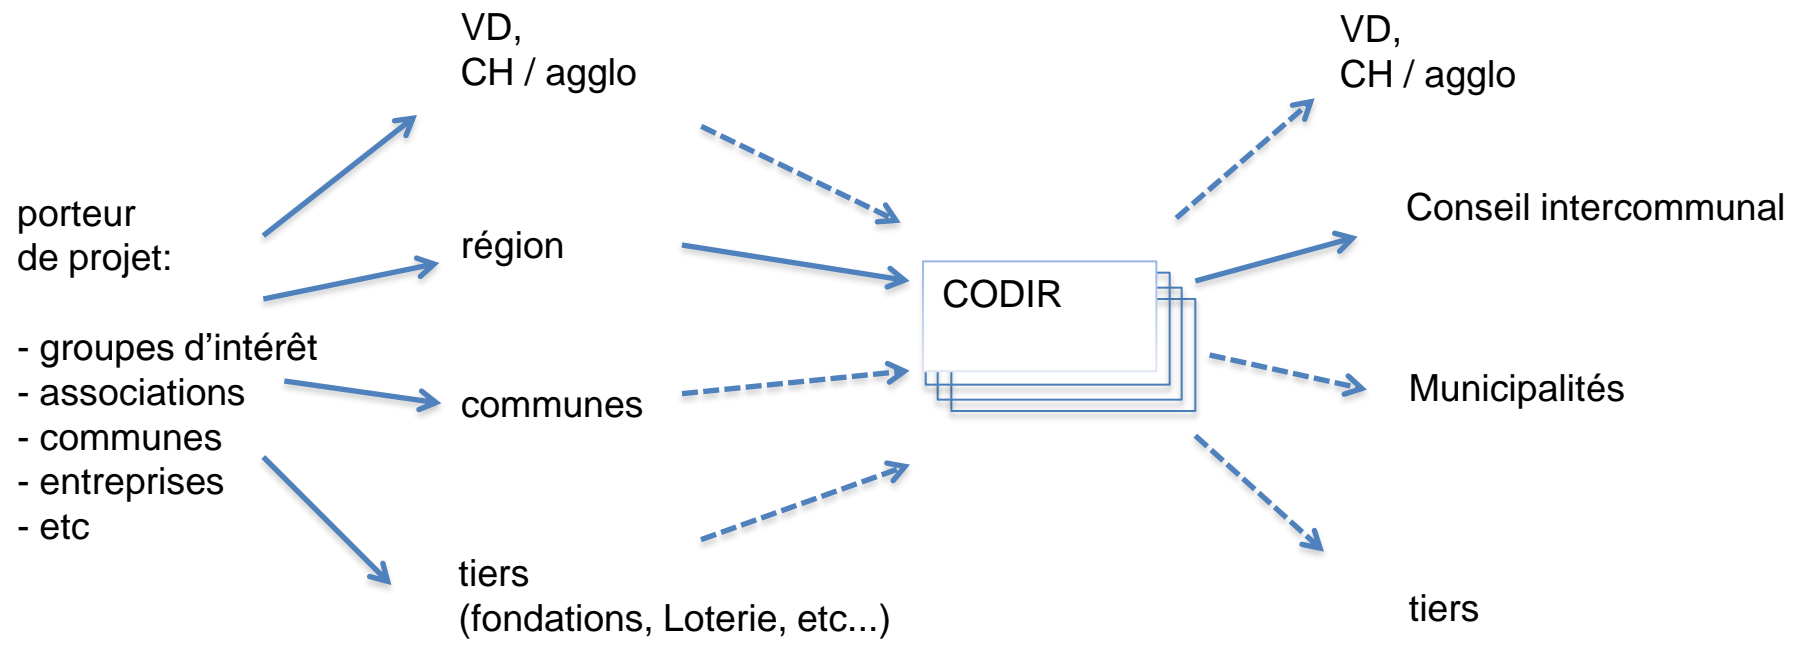 porteur
de projet:
- groupes d'intérêt
- associations
- communes
- entreprises
- etc
VD,
CH / agglo
région
communes
tiers
(fondations, Loterie, etc...)
CODIR
VD,
CH / agglo
Conseil intercommunal
Municipalités
tiers